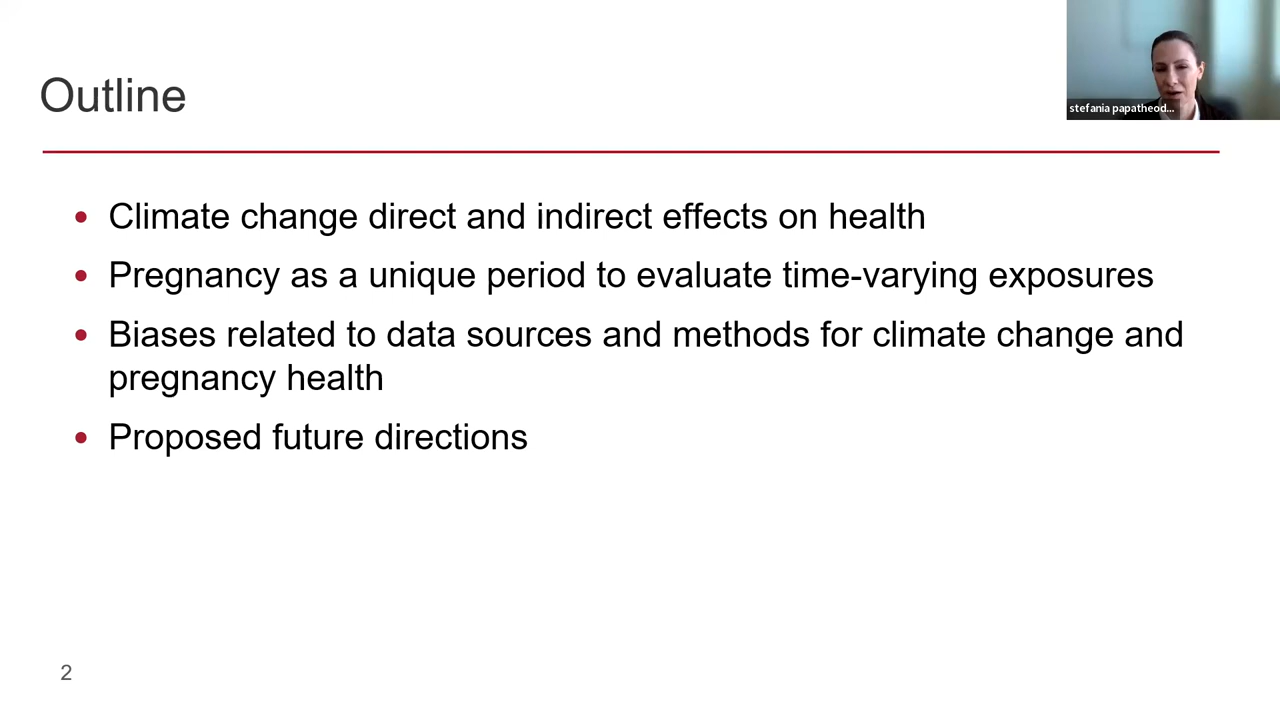 stefania papatheod...
Outline
• Climate change direct and indirect effects on health
• Pregnancy as a unique period to evaluate time-varying exposures
• Biases related to data sources and methods for climate change and
pregnancy health
• Proposed future directions
2